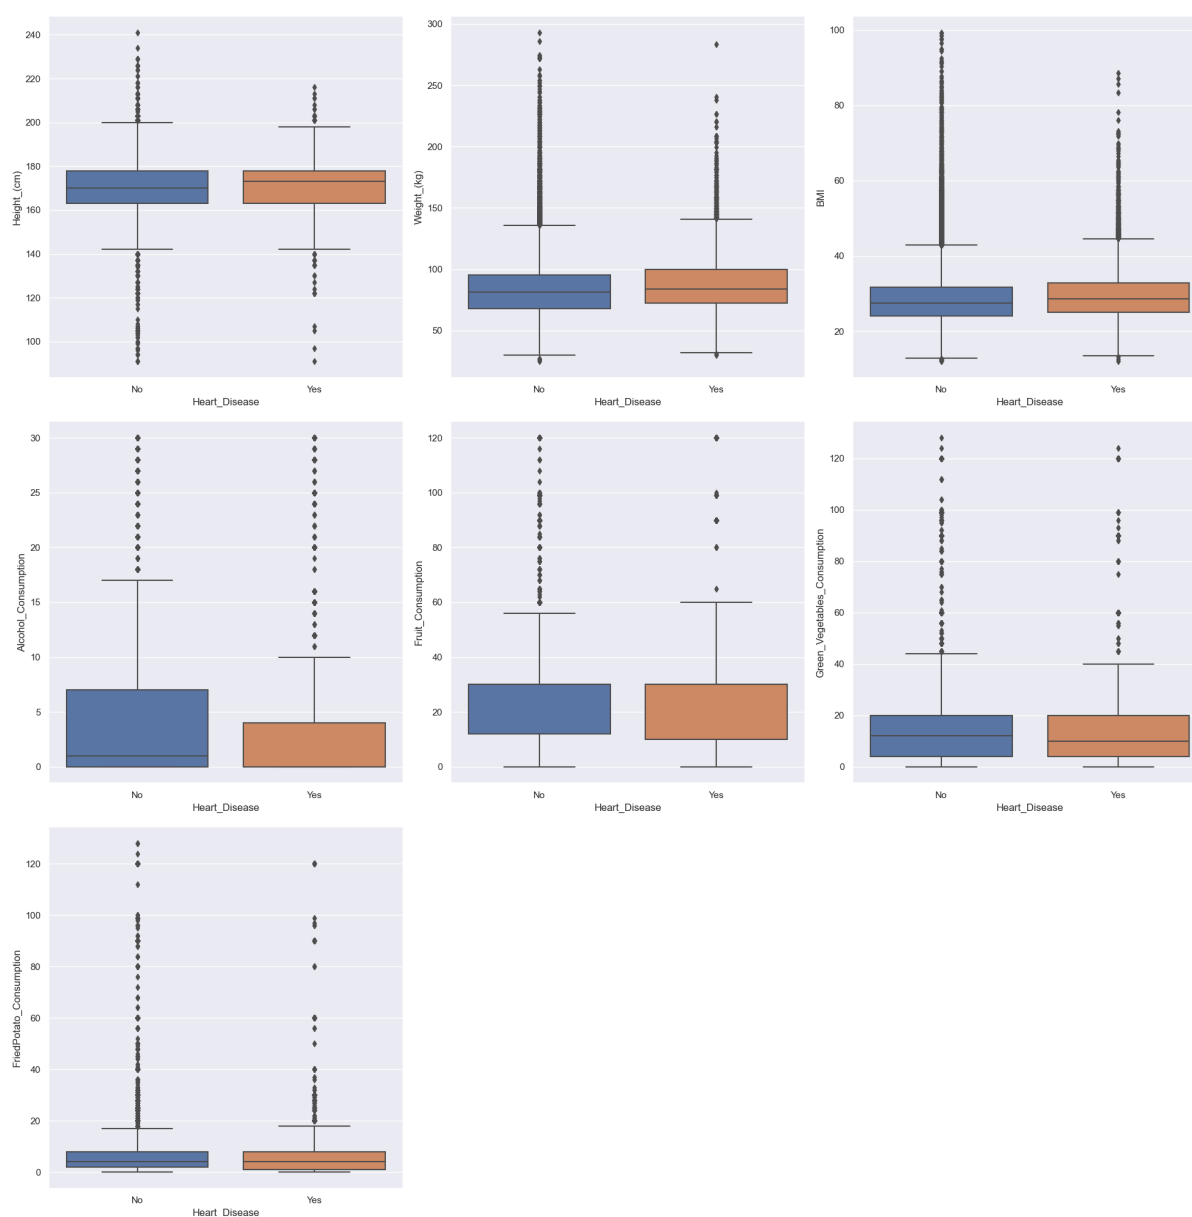 240
220
200
180
160
140
120
100
Height_(cm)
No
Yes
Heart_Disease
300
250
200
150
100
50
Weight_(kg)
No
Yes
Heart_Disease
100
80
60
40
20
BMI
No
Yes
Heart_Disease
30
25
20
15
10
5
0
Alcohol_Consumption
No
Yes
Heart_Disease
120
100
80
60
40
20
0
Fruit_Consumption
No
Yes
Heart_Disease
120
100
80
60
40
20
0
Green_Vegetables_Consumption
No
Yes
Heart_Disease
120
100
80
60
40
20
0
FriedPotato_Consumption
No
Yes
Heart_Disease